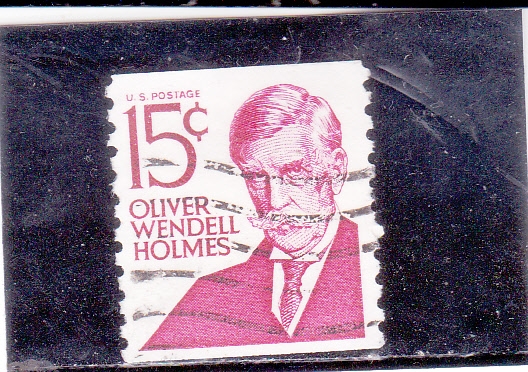 U.S. POSTAGE
15¢
OLIVER
WENDELL
HOLMES